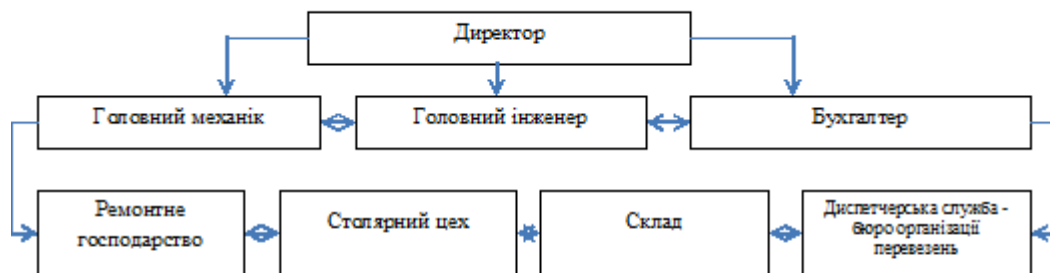 Директор
Головний механік
Головний інженер
Бухгалтер
Ремонтне
господарство
Столярний цех
Склад
Диспетчерська служба -
бюро організації
перевезень